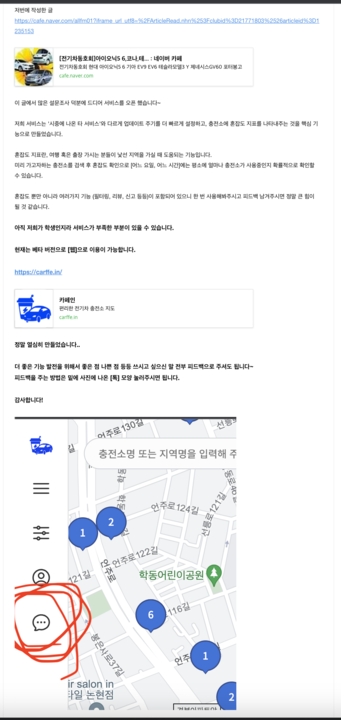 저번에 작성한 글
https://cafe.naver.com/allfm01?iframe_url_utf8=%2FArticleRead.nhn%253Fclubid%3D21771803%2526articleid%3D1
235153
[전기차동호회]아이오닉5 6,코나,테... : 네이버 카페
전기차동호회 현대 아이오닉5 6 기아 EV9 EV6 테슬라모델3 Y 제네시스GV60 포터봉고
cafe.naver.com
이 글에서 많은 설문조사 덕분에 드디어 서비스를 오픈 했습니다~
저희 서비스는 '시중에 나온 타 서비스'와 다르게 업데이트 주기를 더 빠르게 설정하고, 충전소에 혼잡도 지표를 나타내주는 것을 핵심 기
능으로 만들었습니다.
혼잡도 지표란, 여행 혹은 출장 가시는 분들이 낯선 지역을 가실 때 도움되는 기능입니다.
미리 가고자하는 충전소를 검색 후 혼잡도 확인으로 [어느 요일, 어느 시간]에는 평소에 얼마나 충전소가 사용중인지 확률적으로 확인할
수 있습니다.
혼잡도 뿐만 아니라 여러가지 기능 (필터링, 리뷰, 신고 등등)이 포함되어 있으니 한 번 사용해봐주시고 피드백 남겨주시면 정말 큰 힘이
될 것 같습니다.
아직 저희가 학생인지라 서비스가 부족한 부분이 있을 수 있습니다.
현재는 베타 버전으로 [웹]으로 이용이 가능합니다.
https://carffe.in/
카페인
편리한 전기차 충전소 지도
carffe.in
정말 열심히 만들었습니다..
더 좋은 기능 발전을 위해서 좋은 점 나쁜 점 등등 쓰시고 싶으신 말 전부 피드백으로 주셔도 됩니다~
피드백을 주는 방법은 밑에 사진에 나온 [톡] 모양 눌러주시면 됩니다.
감사합니다!
언주로130길
충전소명 또는 지역명을 입력해 주
언주로124길
선릉로121길
1
2
언주로122길
121길
학동어린이공원
6
116길
봉은사로37길
1
ir salon in
타일 논현점
2